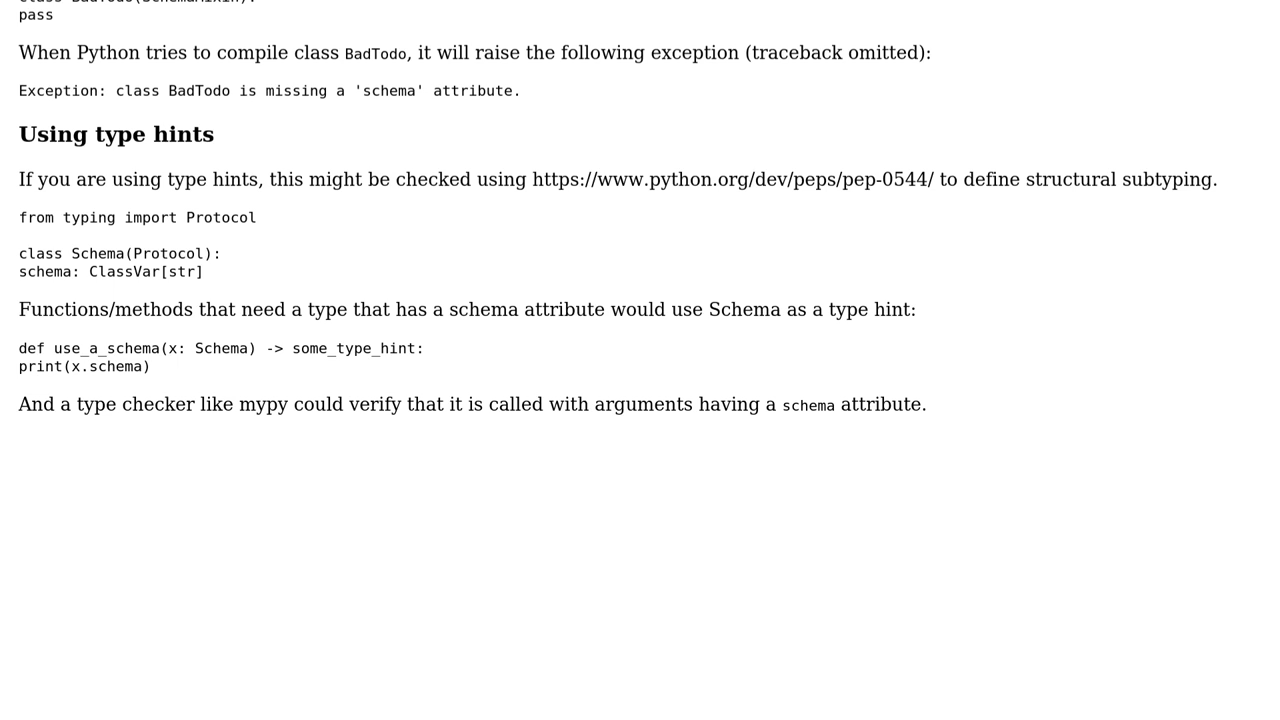 pass
When Python tries to compile class BadTodo, it will raise the following exception (traceback omitted):
Exception: class BadTodo is missing a 'schema' attribute.
Using type hints
If you are using type hints, this might be checked using https://www.python.org/dev/peps/pep-0544/ to define structural subtyping.
from typing import Protocol
class Schema(Protocol):
schema: ClassVar[str]
Functions/methods that need a type that has a schema attribute would use Schema as a type hint:
def use_a_schema(x: Schema) -> some_type_hint:
print(x.schema)
And a type checker like mypy could verify that it is called with arguments having a schema attribute.